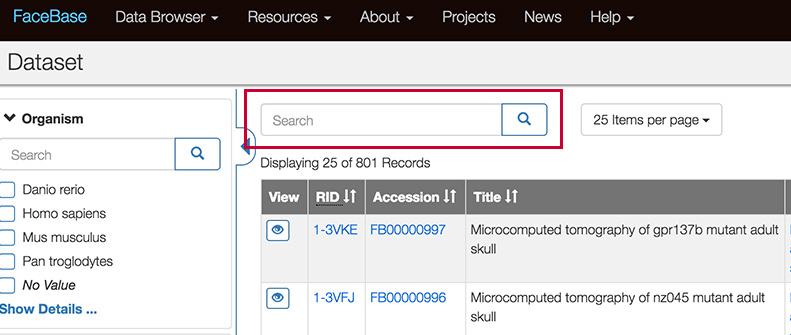 FaceBase Data Browser Resources About Projects News Help
Dataset
Organism
Search
Danio rerio
Homo sapiens
Mus musculus
Pan troglodytes
No Value
Show Details ...
Search
25 Items per page
Displaying 25 of 801 Records
View RID Accession Title
1-3VKE FB00000997 Microcomputed tomography of gpr137b mutant adult
skull
1-3VFJ FB00000996 Microcomputed tomography of nz045 mutant adult
skull